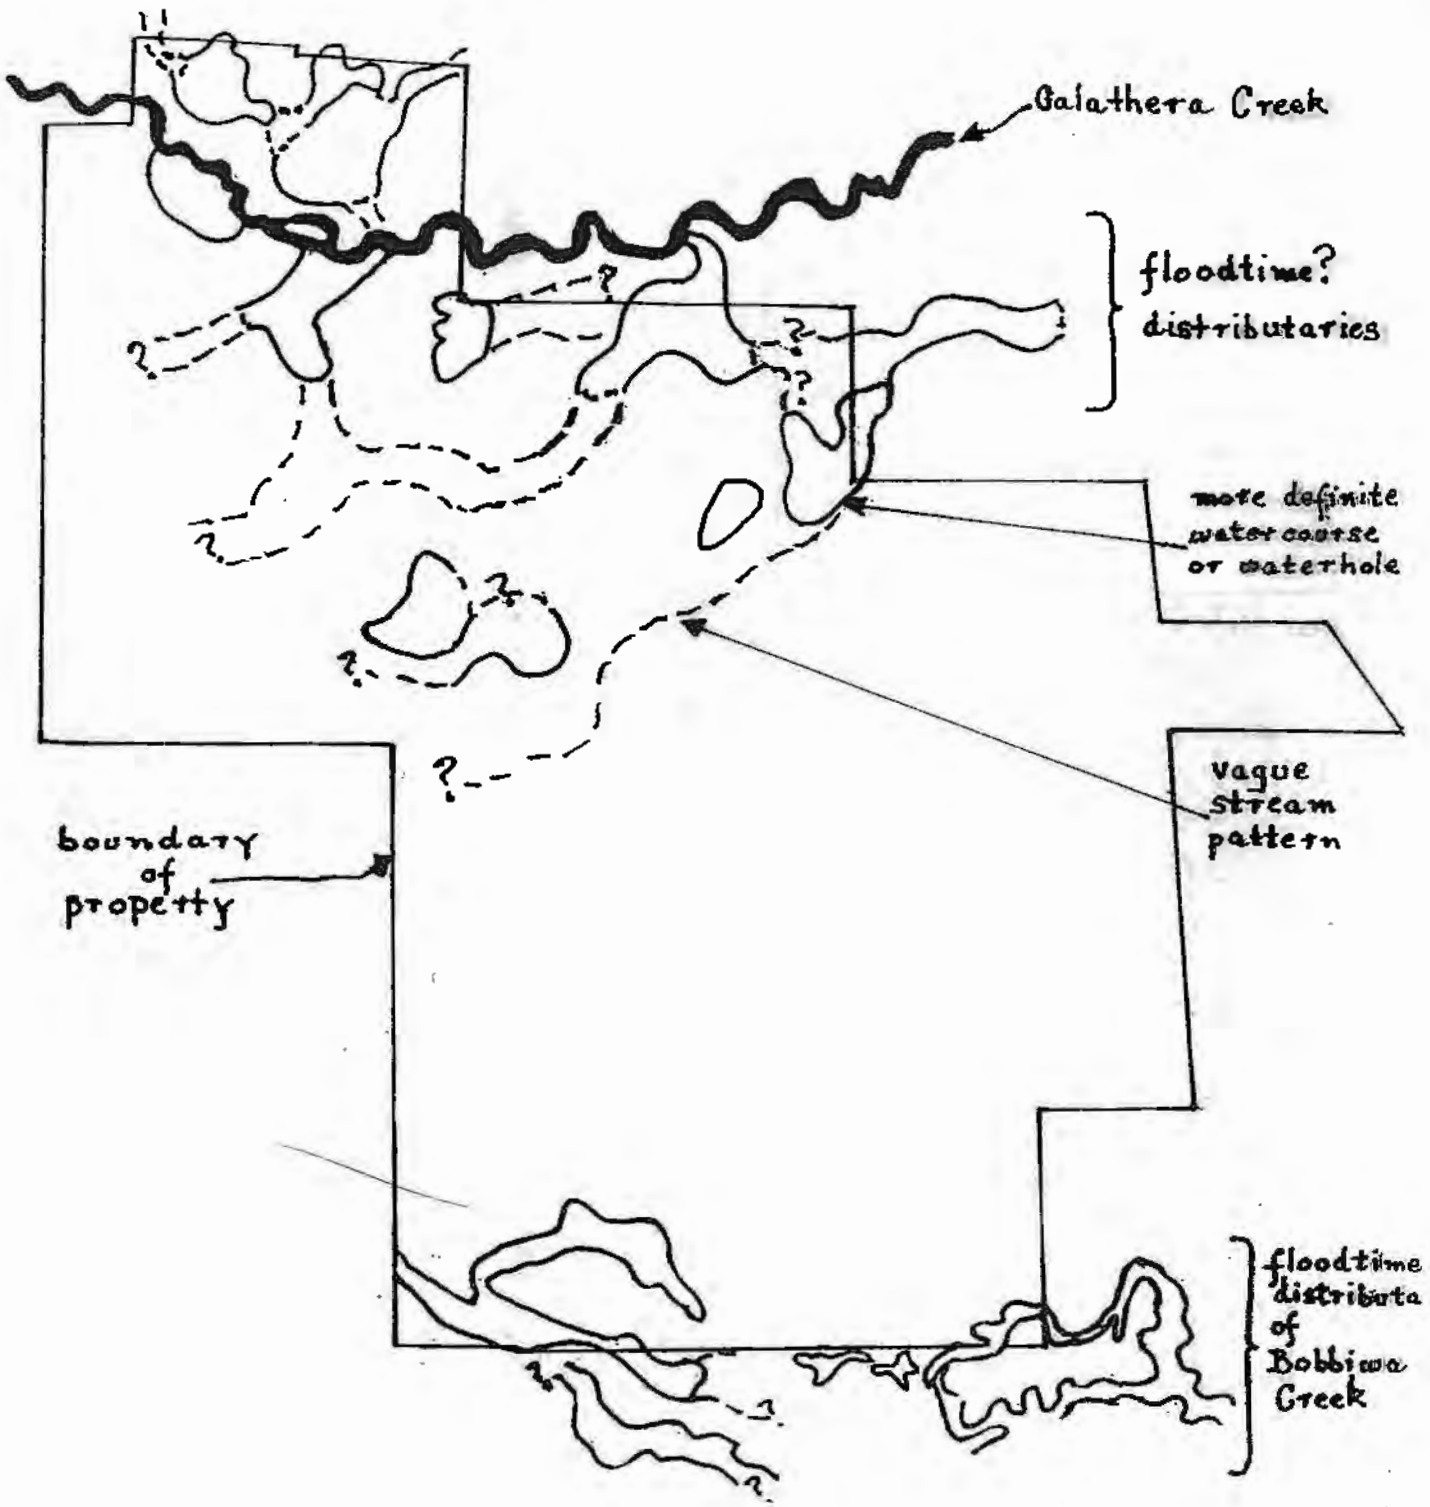 Galathera Creek
floodtime?
distributaries
more definite
watercourse
or waterhole
vague
stream
pattern
boundary
of
property
floodtime
distributa
of
Bobbiwa
Creek
?
?
?
?
?
?
?
?
?
?
?
?